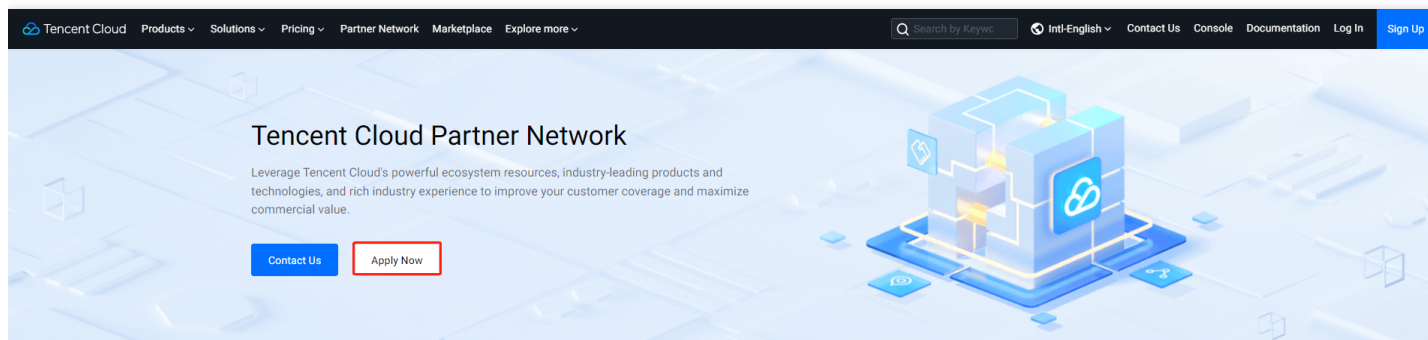 Tencent Cloud Products Solutions Pricing Partner Network Marketplace Explore more Search by Keywc Intl-English Contact Us Console Documentation Log In Sign Up
Tencent Cloud Partner Network
Leverage Tencent Cloud's powerful ecosystem resources, industry-leading products and
technologies, and rich industry experience to improve your customer coverage and maximize
commercial value.
Contact Us Apply Now